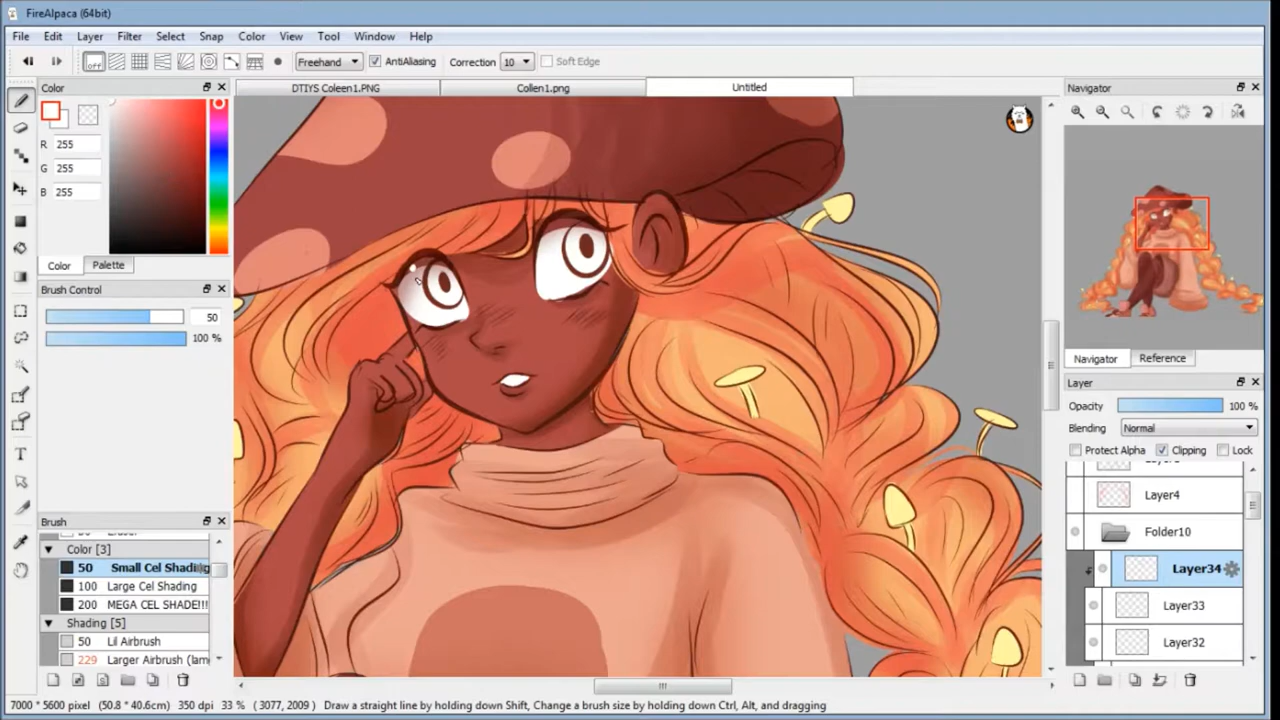 FireAlpaca (64bit)
File Edit Layer Filter Select Snap Color View Tool Window Help
off Freehand AntiAliasing Correction 10 Soft Edge
Color
DTIYS Coleen1.PNG Collen1.png Untitled
Navigator
R 255
G 255
B 255
Color Palette
Brush Control
50
100 %
Navigator Reference
Layer
Opacity 100 %
Blending Normal
Protect Alpha Clipping Lock
Layer4
Folder10
Layer34
Layer33
Layer32
Brush
Color [3]
50 Small Cel Shading
100 Large Cel Shading
200 MEGA CEL SHADE!!!
Shading [5]
50 Lil Airbrush
229 Larger Airbrush (lam
7000 * 5600 pixel (50.8 * 40.6cm) 350 dpi 33 % ( 3077, 2009 ) Draw a straight line by holding down Shift, Change a brush size by holding down Ctrl, Alt, and dragging